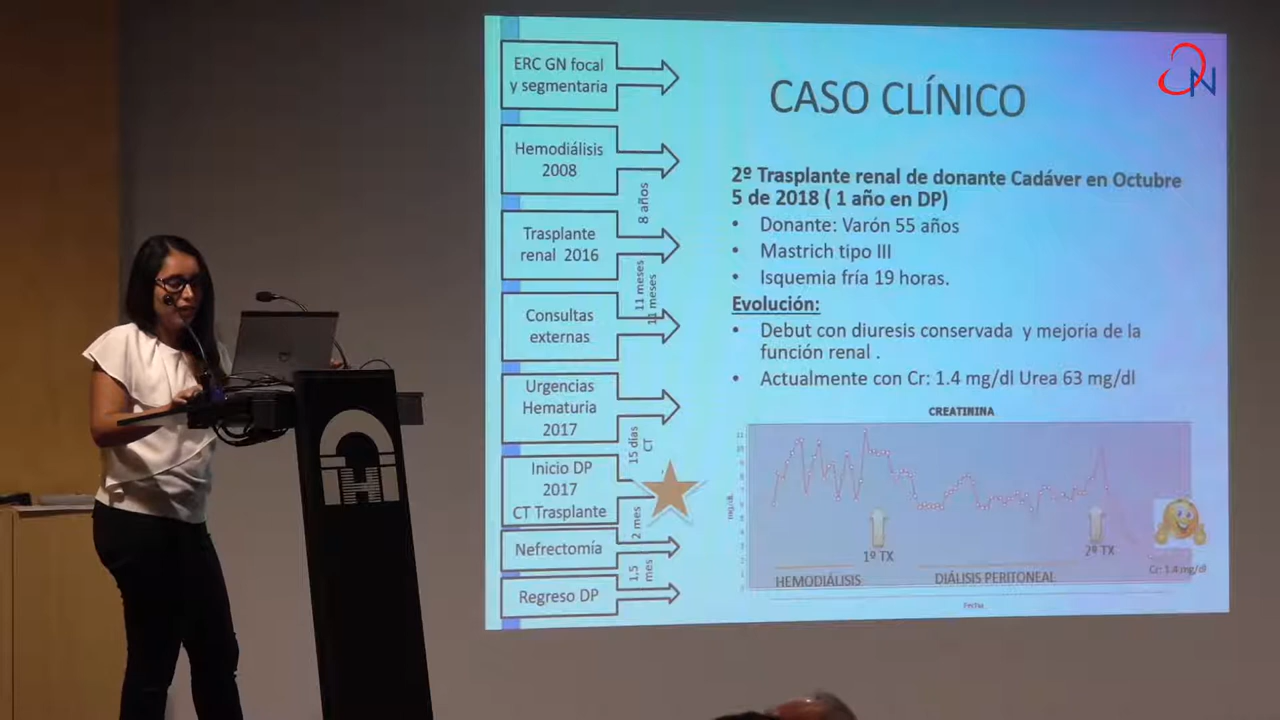 ERC GN focal
y segmentaria
Hemodiálisis
2008
8 años
Trasplante
renal 2016
11 meses
11 meses
Consultas
externas
Urgencias
Hematuria
2017
15 días
CT
Inicio DP
2017
CT Trasplante
2 mes
Nefrectomía
1,5
mes
Regreso DP
CASO CLÍNICO
N
2º Trasplante renal de donante Cadáver en Octubre
5 de 2018 ( 1 año en DP)
• Donante: Varón 55 años
• Mastrich tipo III
• Isquemia fría 19 horas.
Evolución:
• Debut con diuresis conservada y mejoría de la
función renal .
• Actualmente con Cr: 1.4 mg/dl Urea 63 mg/dl
CREATININA
mg/dl
1º TX
2º TX
HEMODIÁLISIS
DIÁLISIS PERITONEAL
Cr: 1.4 mg/dl
Fecha